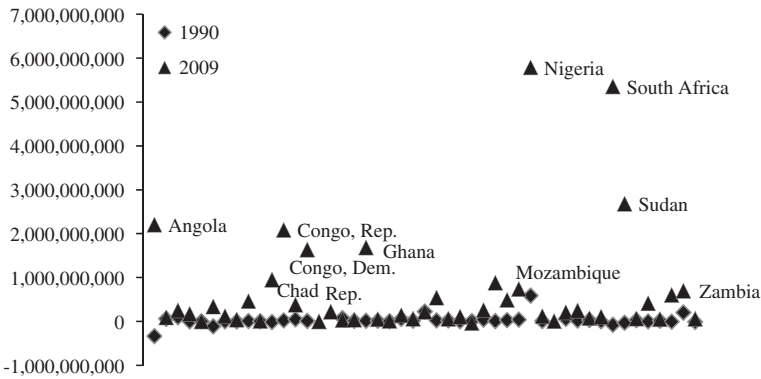 7,000,000,000
6,000,000,000
5,000,000,000
4,000,000,000
3,000,000,000
2,000,000,000
1,000,000,000
0
-1,000,000,000
1990
2009
Nigeria
South Africa
Sudan
Angola
Congo, Rep.
Ghana
Congo, Dem.
Rep.
Chad
Mozambique
Zambia